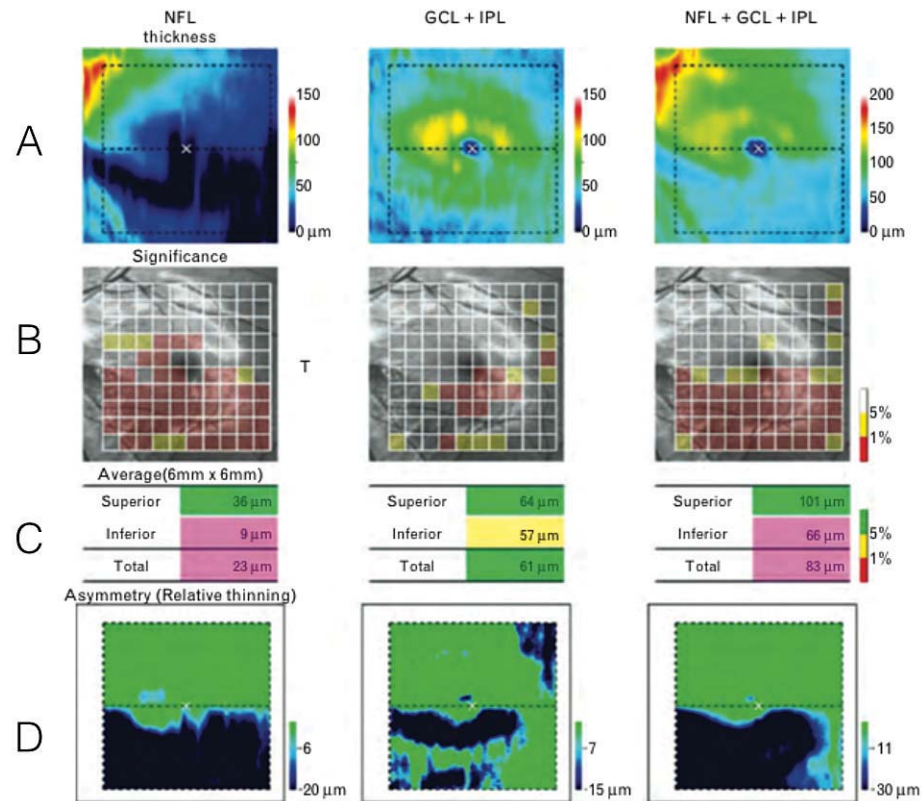 NFL thickness
GCL + IPL
NFL + GCL + IPL
A
150
100
50
0 µm
150
100
50
0 µm
200
150
100
50
0 µm
Significance
B
T
5%
1%
Average(6mm x 6mm)
C
Superior 36 µm
Inferior 9 µm
Total 23 µm
Superior 64 µm
Inferior 57 µm
Total 61 µm
Superior 101 µm
Inferior 66 µm
Total 83 µm
5%
1%
Asymmetry (Relative thinning)
D
-6
-20 µm
-7
-15 µm
-11
-30 µm